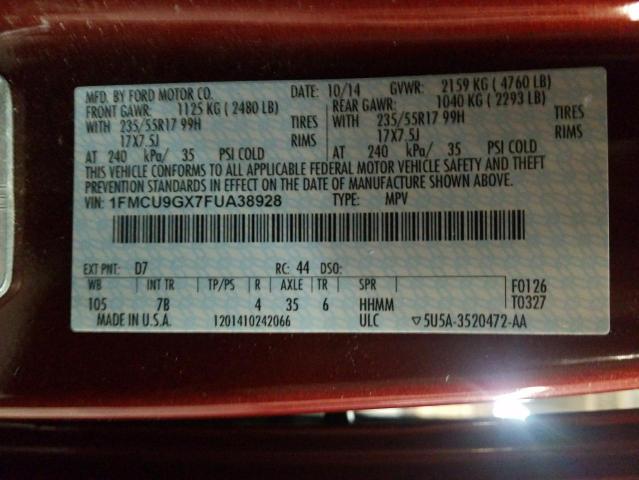 MFD. BY FORD MOTOR CO. DATE: 10/14 GVWR: 2159 KG ( 4760 LB)
FRONT GAWR: 1125 KG ( 2480 LB) REAR GAWR: 1040 KG ( 2293 LB)
WITH 235/55R17 99H TIRES WITH 235/55R17 99H TIRES
17X7.5J RIMS 17X7.5J RIMS
AT 240 kPa/ 35 PSI COLD AT 240 kPa/ 35 PSI COLD
THIS VEHICLE CONFORMS TO ALL APPLICABLE FEDERAL MOTOR VEHICLE SAFETY AND THEFT
PREVENTION STANDARDS IN EFFECT ON THE DATE OF MANUFACTURE SHOWN ABOVE.
VIN: 1FMCU9GX7FUA38928 TYPE: MPV
EXT PNT: D7 RC: 44 DSO:
WB INT TR TP/PS R AXLE TR SPR F0126
105 7B 4 35 6 HHMM T0327
MADE IN U.S.A. 1201410242066 ULC ▽5U5A-3520472-AA